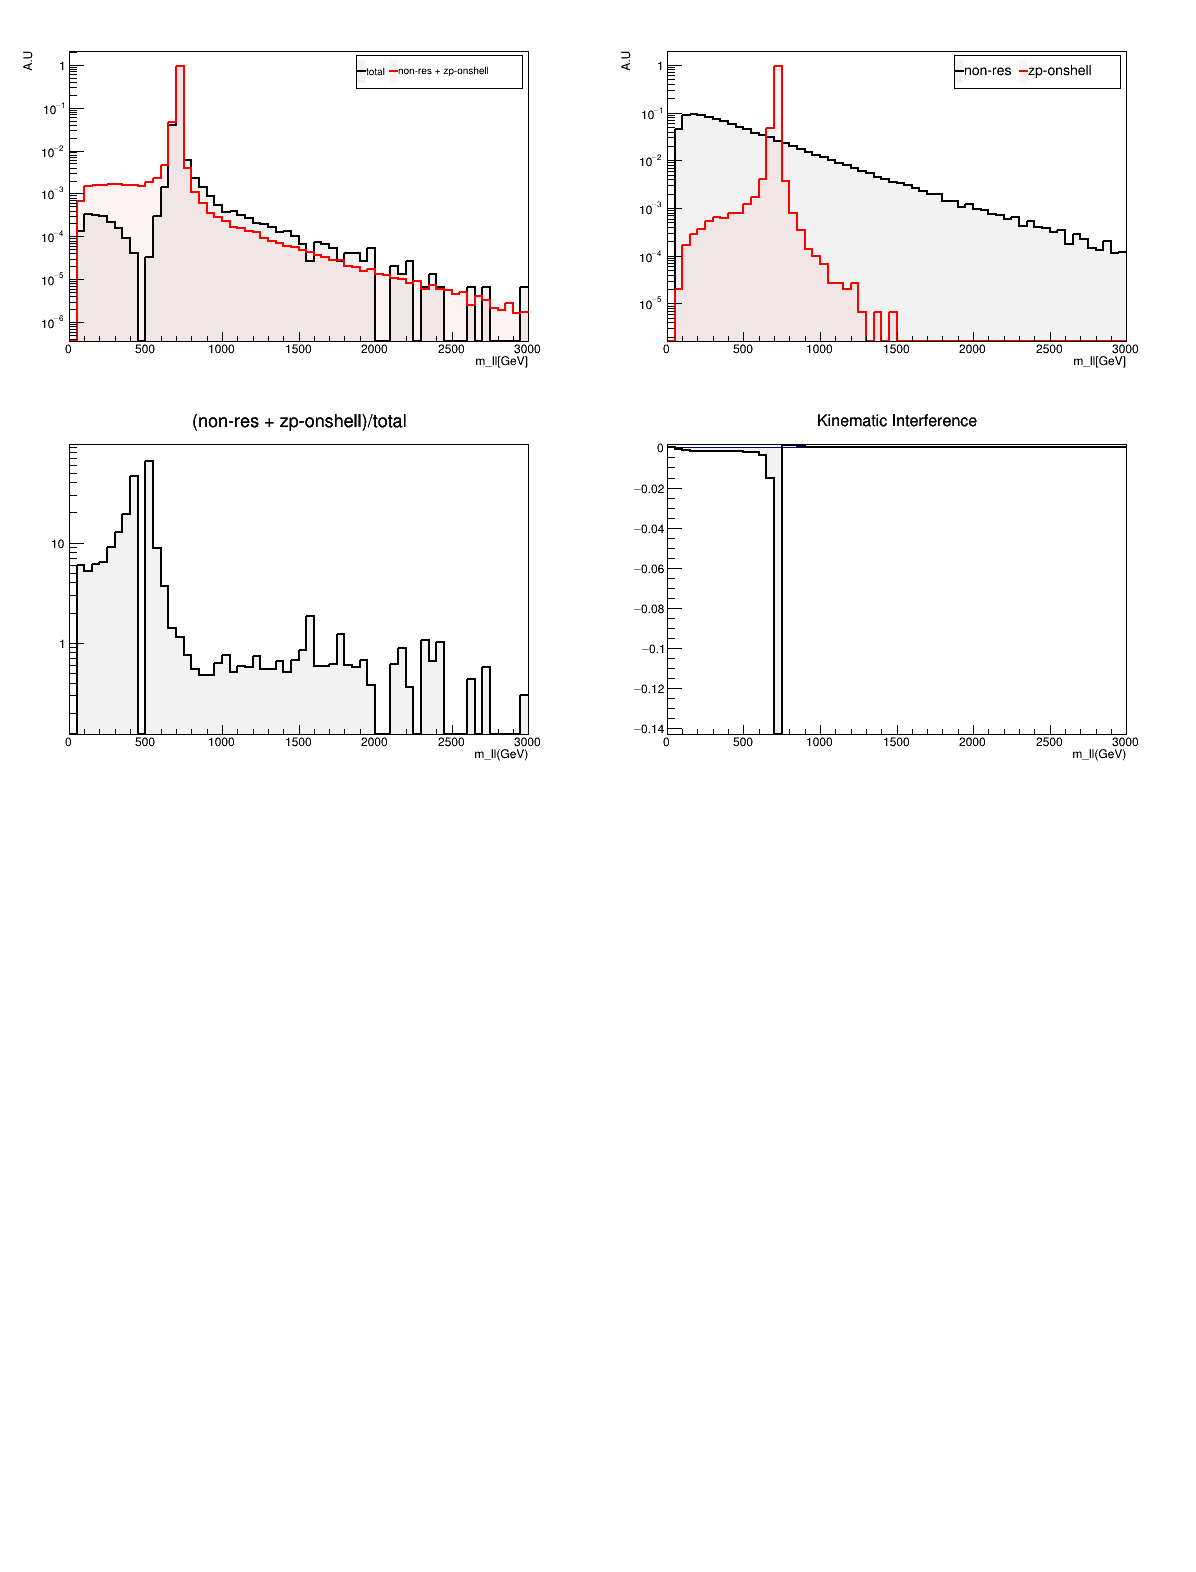 A.U
total non-res + zp-onshell
1
10⁻¹
10⁻²
10⁻³
10⁻⁴
10⁻⁵
10⁻⁶
0 500 1000 1500 2000 2500 3000
m_ll[GeV]
A.U
non-res zp-onshell
1
10⁻¹
10⁻²
10⁻³
10⁻⁴
10⁻⁵
0 500 1000 1500 2000 2500 3000
m_ll[GeV]
(non-res + zp-onshell)/total
10
1
0 500 1000 1500 2000 2500 3000
m_ll(GeV)
Kinematic Interference
0
−0.02
−0.04
−0.06
−0.08
−0.1
−0.12
−0.14
0 500 1000 1500 2000 2500 3000
m_ll(GeV)